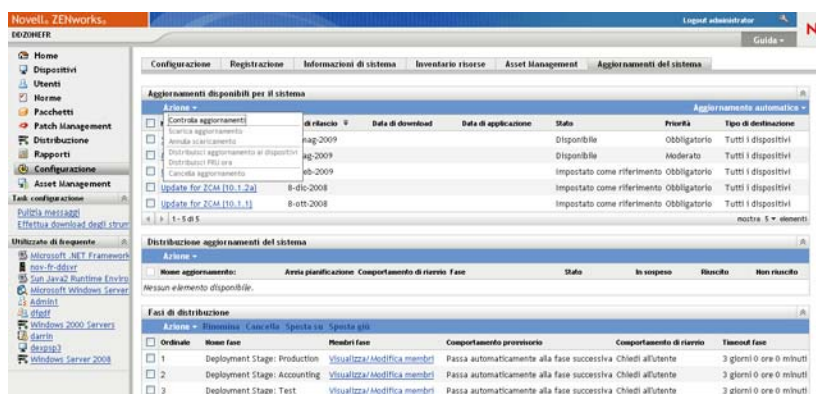 Novell® ZENworks®
Logout administrator
DDZONEFR
Guida
N
Home
Dispositivi
Utenti
Norme
Pacchetti
Patch Management
Distribuzione
Rapporti
Configurazione
Asset Management
Task configurazione
Pulizia messaggi
Effettua download degli strum
Utilizzato di frequente
Microsoft .NET Framework
nov-fr-ddsvr
Sun Java2 Runtime Enviro
Microsoft Windows Server
Admin1
Windows 2000 Servers
darrin
Windows Server 2008
Configurazione Registrazione Informazioni di sistema Inventario risorse Asset Management Aggiornamenti del sistema
Aggiornamenti disponibili per il sistema
Azione Aggiornamento automatico
di rilascio Data di download Data di applicazione Stato Priorità Tipo di destinazione
Controlla aggiornamenti
Scarica aggiornamento
Annulla scaricamento
Distribuisci aggiornamento ai dispositivi
Distribuisci PRU ora
Cancella aggiornamento
mag-2009 Disponibile Obbligatorio Tutti i dispositivi
ag-2009 Disponibile Moderato Tutti i dispositivi
eb-2009 Impostato come riferimento Obbligatorio Tutti i dispositivi
Update for ZCM [10.1.2a] 8-dic-2008 Impostato come riferimento Obbligatorio Tutti i dispositivi
Update for ZCM [10.1.1] 8-ott-2008 Impostato come riferimento Obbligatorio Tutti i dispositivi
1 - 5 di 5 mostra 5 elementi
Distribuzione aggiornamenti del sistema
Azione
Nome aggiornamento: Avvia pianificazione Comportamento di riavvio Fase Stato In sospeso Riuscito Non riuscito
Nessun elemento disponibile.
Fasi di distribuzione
Azione Rinomina Cancella Sposta su Sposta giù
Ordinale Nome fase Membri fase Comportamento provvisorio Comportamento di riavvio Timeout fase
1 Deployment Stage: Production Visualizza/Modifica membri Passa automaticamente alla fase successiva Chiedi all'utente 3 giorni 0 ore 0 minuti
2 Deployment Stage: Accounting Visualizza/Modifica membri Passa automaticamente alla fase successiva Chiedi all'utente 3 giorni 0 ore 0 minuti
3 Deployment Stage: Test Visualizza/Modifica membri Passa automaticamente alla fase successiva Chiedi all'utente 3 giorni 0 ore 0 minuti